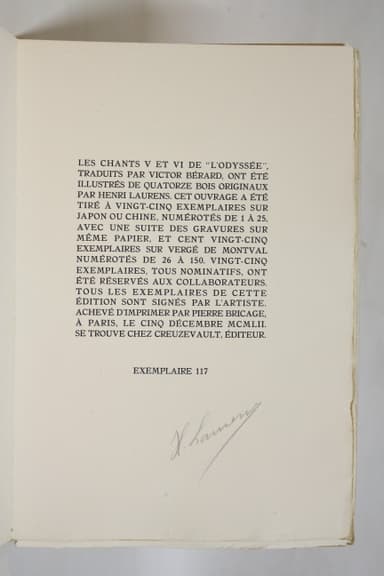 LES CHANTS V ET VI DE "L'ODYSSÉE",
TRADUITS PAR VICTOR BÉRARD, ONT ÉTÉ
ILLUSTRÉS DE QUATORZE BOIS ORIGINAUX
PAR HENRI LAURENS. CET OUVRAGE A ÉTÉ
TIRÉ À VINGT-CINQ EXEMPLAIRES SUR
JAPON OU CHINE, NUMÉROTÉS DE 1 À 25,
AVEC UNE SUITE DES GRAVURES SUR
MÊME PAPIER, ET CENT VINGT-CINQ
EXEMPLAIRES SUR VERGÉ DE MONTVAL
NUMÉROTÉS DE 26 À 150. VINGT-CINQ
EXEMPLAIRES, TOUS NOMINATIFS, ONT
ÉTÉ RÉSERVÉS AUX COLLABORATEURS.
TOUS LES EXEMPLAIRES DE CETTE
ÉDITION SONT SIGNÉS PAR L'ARTISTE.
ACHEVÉ D'IMPRIMER PAR PIERRE BRICAGE,
À PARIS, LE CINQ DÉCEMBRE MCMLII.
SE TROUVE CHEZ CREUZEVAULT, ÉDITEUR.
EXEMPLAIRE 117
H. Laurens